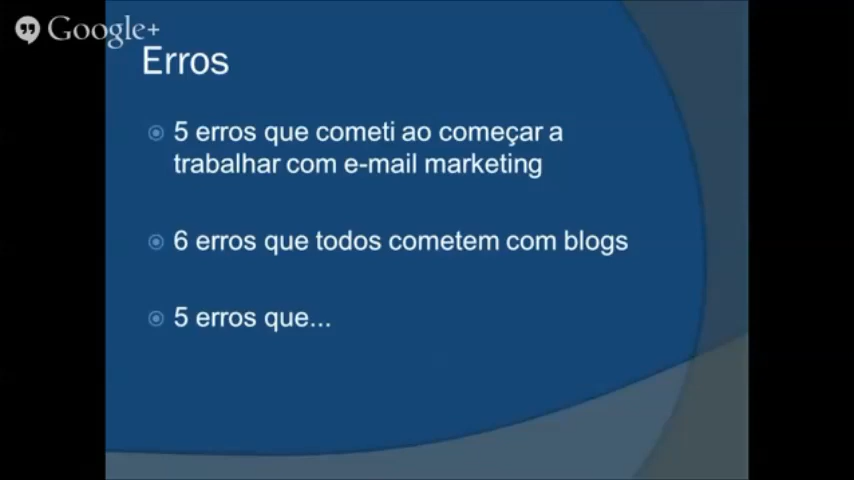 Google+
Erros
5 erros que cometi ao começar a
trabalhar com e-mail marketing
6 erros que todos cometem com blogs
5 erros que...